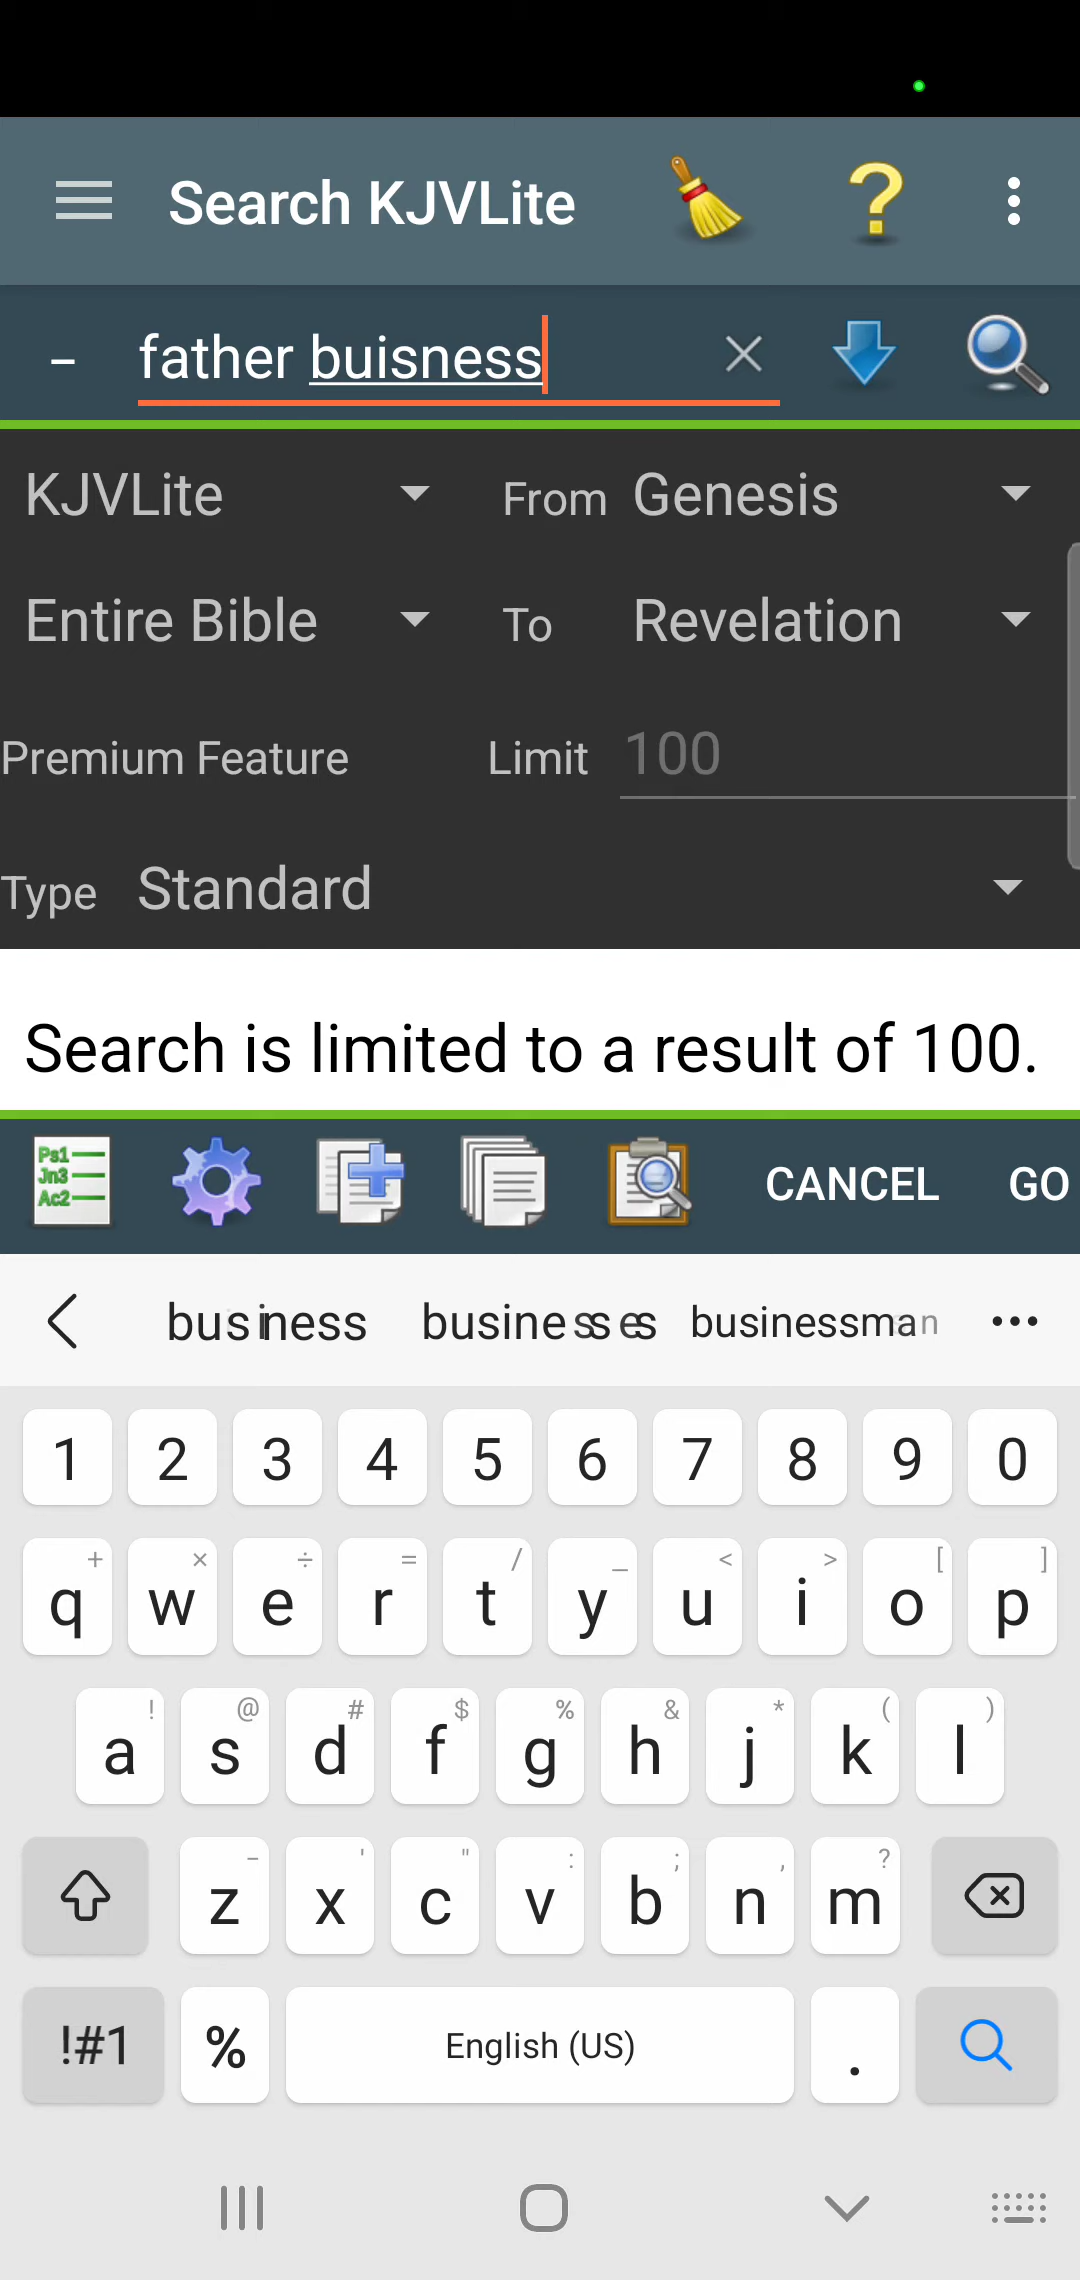 Search KJVLite
?
– father buisness
KJVLite From Genesis
Entire Bible To Revelation
Premium Feature Limit 100
Type Standard
Search is limited to a result of 100.
Ps1
Jn3
Ac2
CANCEL GO
business businesses businessman
1 2 3 4 5 6 7 8 9 0
+ × ÷ = / _ < > [ ]
q w e r t y u i o p
! @ # $ % & * ( )
a s d f g h j k l
– ' " : ; , ?
z x c v b n m
!#1 % English (US) .